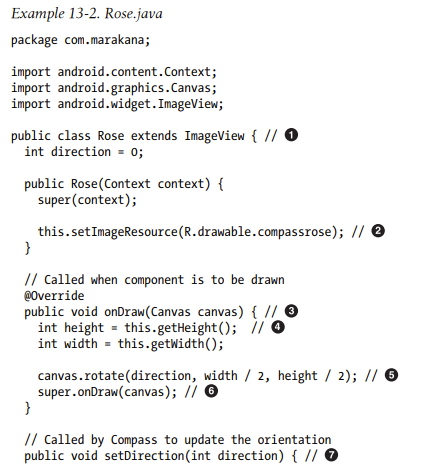 Example 13-2. Rose.java
package com.marakana;
import android.content.Context;
import android.graphics.Canvas;
import android.widget.ImageView;
public class Rose extends ImageView { // ❶
  int direction = 0;
  public Rose(Context context) {
    super(context);
    this.setImageResource(R.drawable.compassrose); // ❷
  }
  // Called when component is to be drawn
  @Override
  public void onDraw(Canvas canvas) { // ❸
    int height = this.getHeight();  // ❹
    int width = this.getWidth();
    canvas.rotate(direction, width / 2, height / 2); // ❺
    super.onDraw(canvas); // ❻
  }
  // Called by Compass to update the orientation
  public void setDirection(int direction) { // ❼